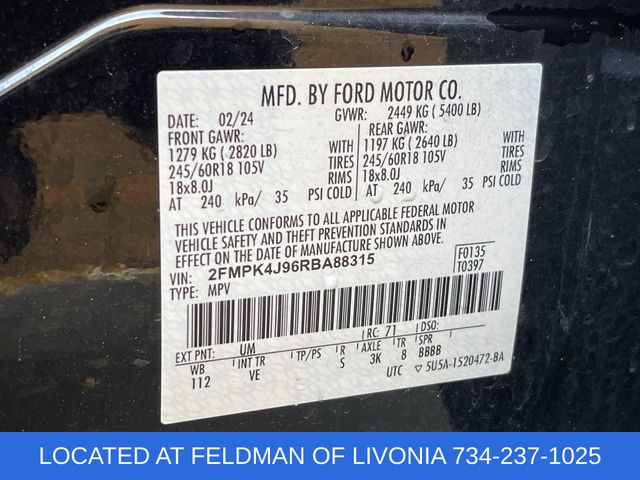 MFD. BY FORD MOTOR CO.
DATE: 02/24 GVWR: 2449 KG ( 5400 LB)
FRONT GAWR: REAR GAWR:
1279 KG ( 2820 LB) WITH 1197 KG ( 2640 LB) WITH
245/60R18 105V TIRES 245/60R18 105V TIRES
18x8.0J RIMS 18x8.0J RIMS
AT 240 kPa/ 35 PSI COLD AT 240 kPa/ 35 PSI COLD
THIS VEHICLE CONFORMS TO ALL APPLICABLE FEDERAL MOTOR
VEHICLE SAFETY AND THEFT PREVENTION STANDARDS IN
EFFECT ON THE DATE OF MANUFACTURE SHOWN ABOVE.
VIN: 2FMPK4J96RBA88315 F0135
TYPE: MPV T0397
EXT PNT: UM RC: 71 DSO:
WB INT TR TP/PS R AXLE TR SPR
112 VE S 3K 8 BBBB
UTC ▽ 5U5A-1520472-BA
LOCATED AT FELDMAN OF LIVONIA 734-237-1025